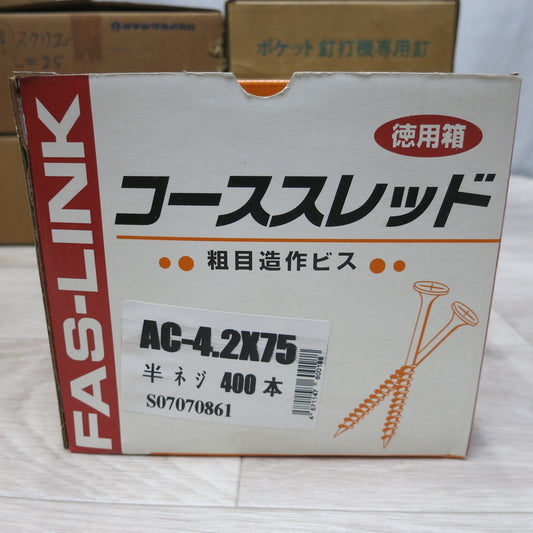 L=25
ポケット釘打機専用釘
FAS-LINK
徳用箱
コーススレッド
粗目造作ビス
AC-4.2X75
半ネジ 400本
S07070861